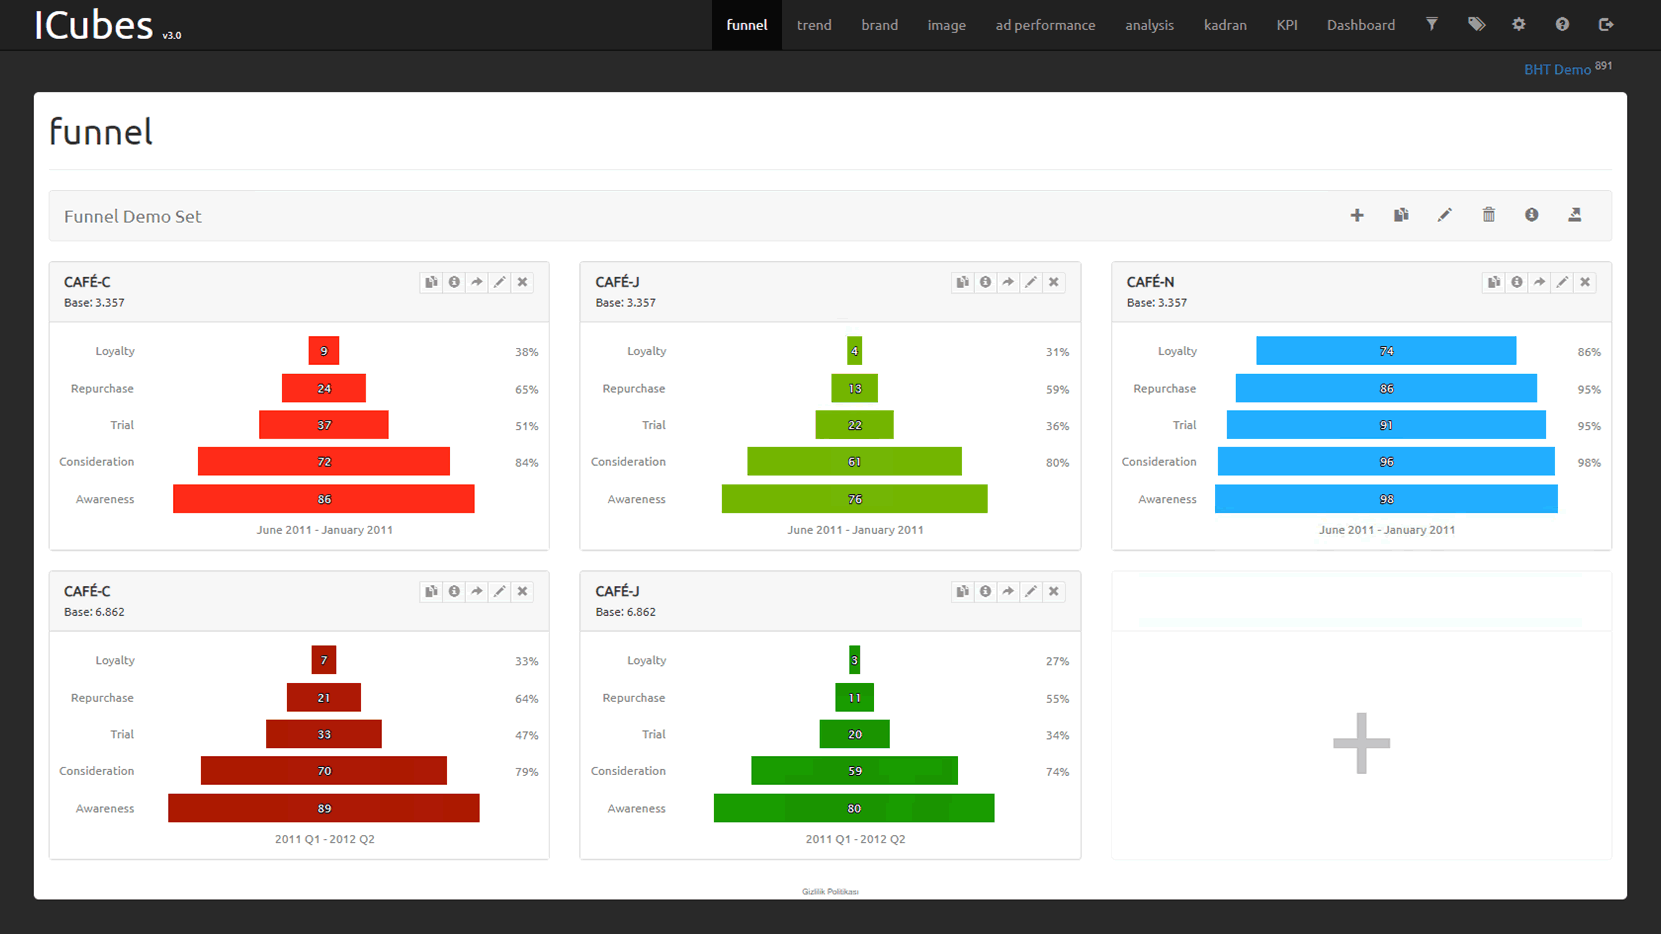 ICubes v3.0
funnel trend brand image ad performance analysis kadran KPI Dashboard
BHT Demo 891
funnel
Funnel Demo Set
CAFÉ-C
Base: 3.357
Loyalty 9 38%
Repurchase 24 65%
Trial 37 51%
Consideration 72 84%
Awareness 86
June 2011 - January 2011
CAFÉ-J
Base: 3.357
Loyalty 4 31%
Repurchase 13 59%
Trial 22 36%
Consideration 61 80%
Awareness 76
June 2011 - January 2011
CAFÉ-N
Base: 3.357
Loyalty 74 86%
Repurchase 86 95%
Trial 91 95%
Consideration 96 98%
Awareness 98
June 2011 - January 2011
CAFÉ-C
Base: 6.862
Loyalty 7 33%
Repurchase 21 64%
Trial 33 47%
Consideration 70 79%
Awareness 89
2011 Q1 - 2012 Q2
CAFÉ-J
Base: 6.862
Loyalty 3 27%
Repurchase 11 55%
Trial 20 34%
Consideration 59 74%
Awareness 80
2011 Q1 - 2012 Q2
Gizlilik Politikası